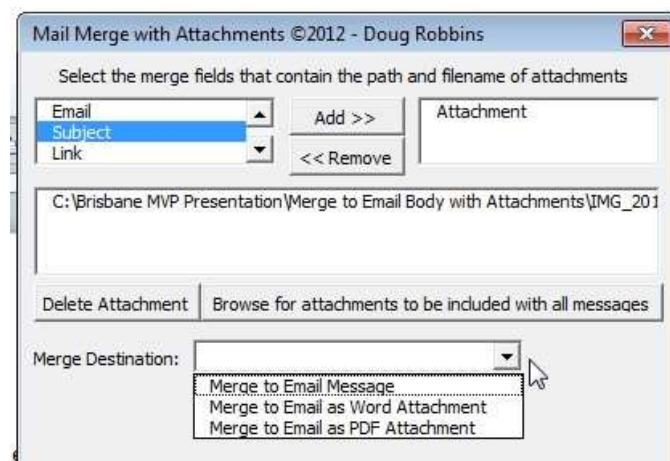 Mail Merge with Attachments ©2012 - Doug Robbins
Select the merge fields that contain the path and filename of attachments
Email
Subject
Link
Add >>
<< Remove
Attachment
C:\Brisbane MVP Presentation\Merge to Email Body with Attachments\IMG_201
Delete Attachment
Browse for attachments to be included with all messages
Merge Destination:
Merge to Email Message
Merge to Email as Word Attachment
Merge to Email as PDF Attachment